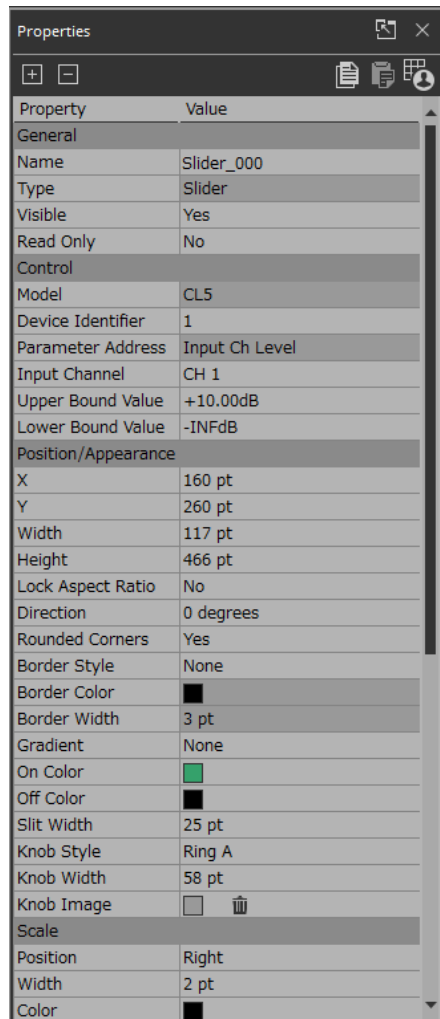 Properties
Property Value
General
Name Slider_000
Type Slider
Visible Yes
Read Only No
Control
Model CL5
Device Identifier 1
Parameter Address Input Ch Level
Input Channel CH 1
Upper Bound Value +10.00dB
Lower Bound Value -INFdB
Position/Appearance
X 160 pt
Y 260 pt
Width 117 pt
Height 466 pt
Lock Aspect Ratio No
Direction 0 degrees
Rounded Corners Yes
Border Style None
Border Color
Border Width 3 pt
Gradient None
On Color
Off Color
Slit Width 25 pt
Knob Style Ring A
Knob Width 58 pt
Knob Image
Scale
Position Right
Width 2 pt
Color